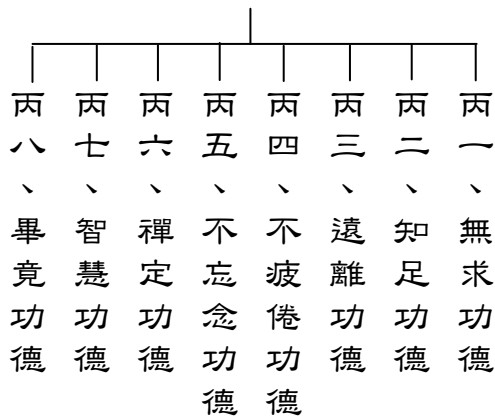 丙一、無求功德
丙二、知足功德
丙三、遠離功德
丙四、不疲倦功德
丙五、不忘念功德
丙六、禪定功德
丙七、智慧功德
丙八、畢竟功德